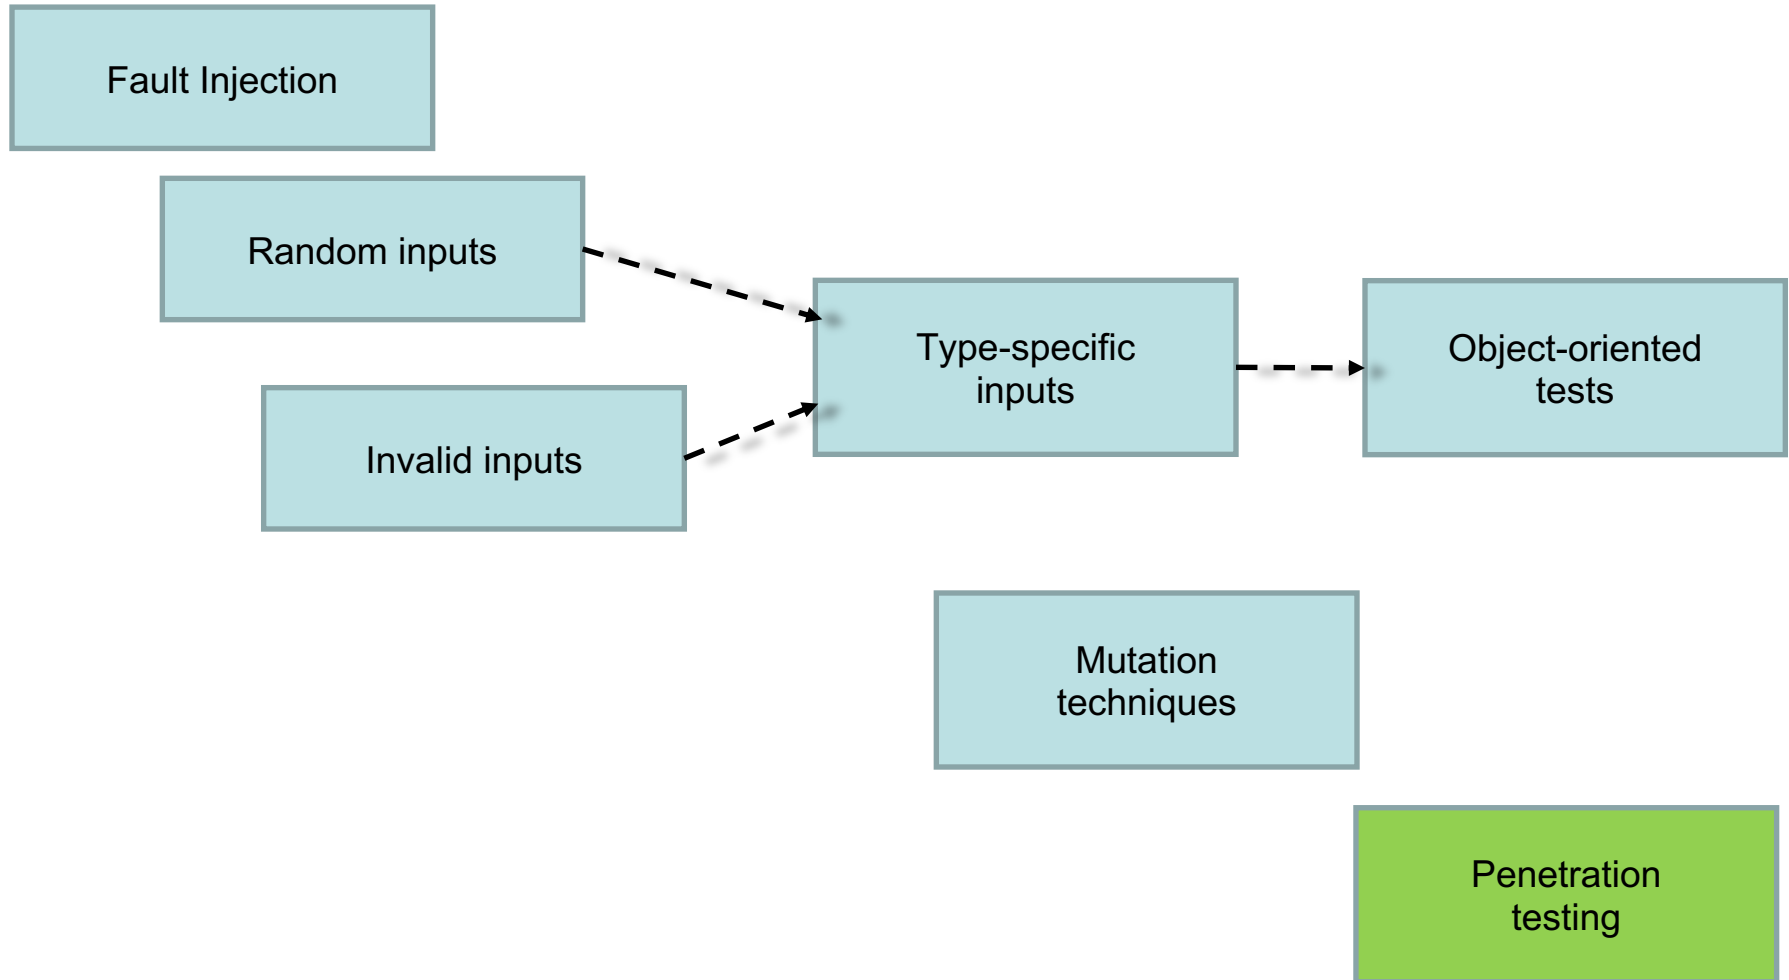 Fault Injection
Random inputs
Invalid inputs
Type-specific
inputs
Object-oriented
tests
Mutation
techniques
Penetration
testing